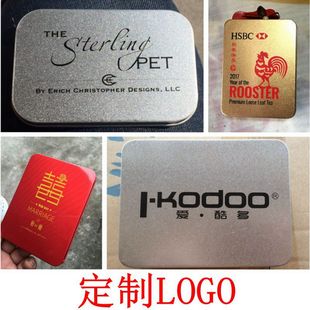 THE
Sterling
PET
BY ERICH CHRISTOPHER DESIGNS, LLC
HSBC
2017
Year of the
ROOSTER
Premium Loose Leaf Tea
囍
MARRIAGE
I-KODOO®
爱·酷多
定制LOGO